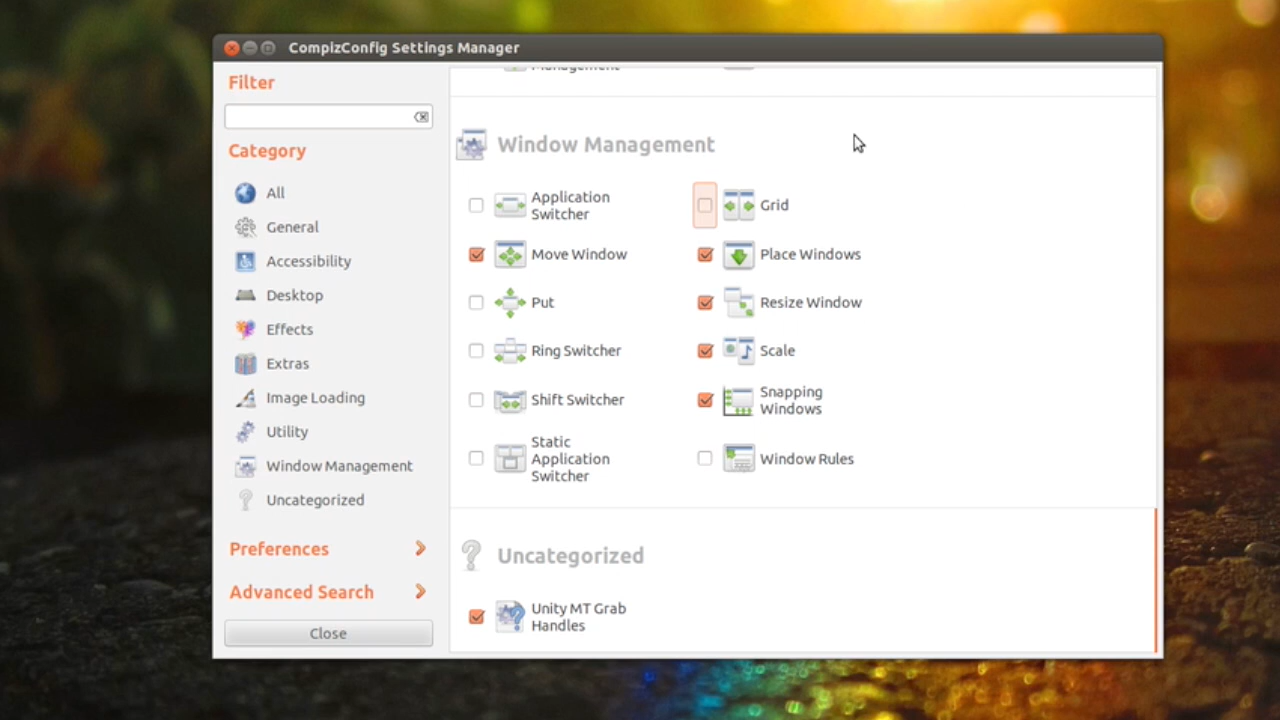 CompizConfig Settings Manager
Filter
Category
All
General
Accessibility
Desktop
Effects
Extras
Image Loading
Utility
Window Management
Uncategorized
Preferences
Advanced Search
Close
Management
Window Management
Application
Switcher
Grid
Move Window
Place Windows
Put
Resize Window
Ring Switcher
Scale
Shift Switcher
Snapping
Windows
Static
Application
Switcher
Window Rules
Uncategorized
Unity MT Grab
Handles